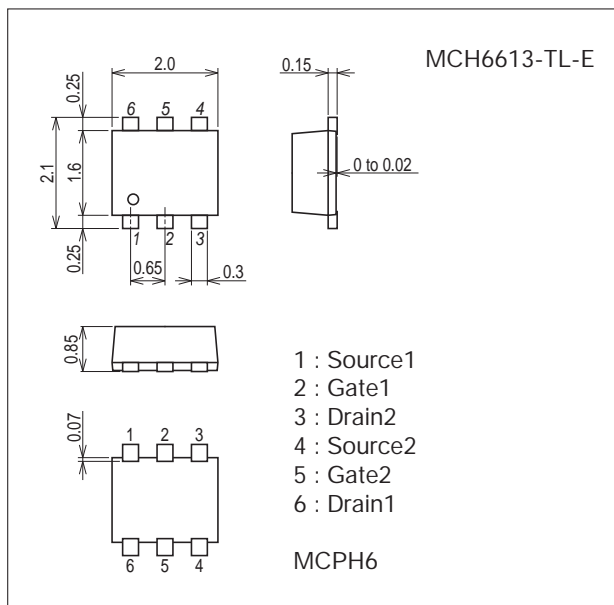 MCH6613-TL-E
2.0
0.15
0.25
6 5 4
2.1
1.6
0 to 0.02
1 2 3
0.25
0.65
0.3
0.85
1 : Source1
2 : Gate1
3 : Drain2
4 : Source2
5 : Gate2
6 : Drain1
0.07
1 2 3
6 5 4
MCPH6